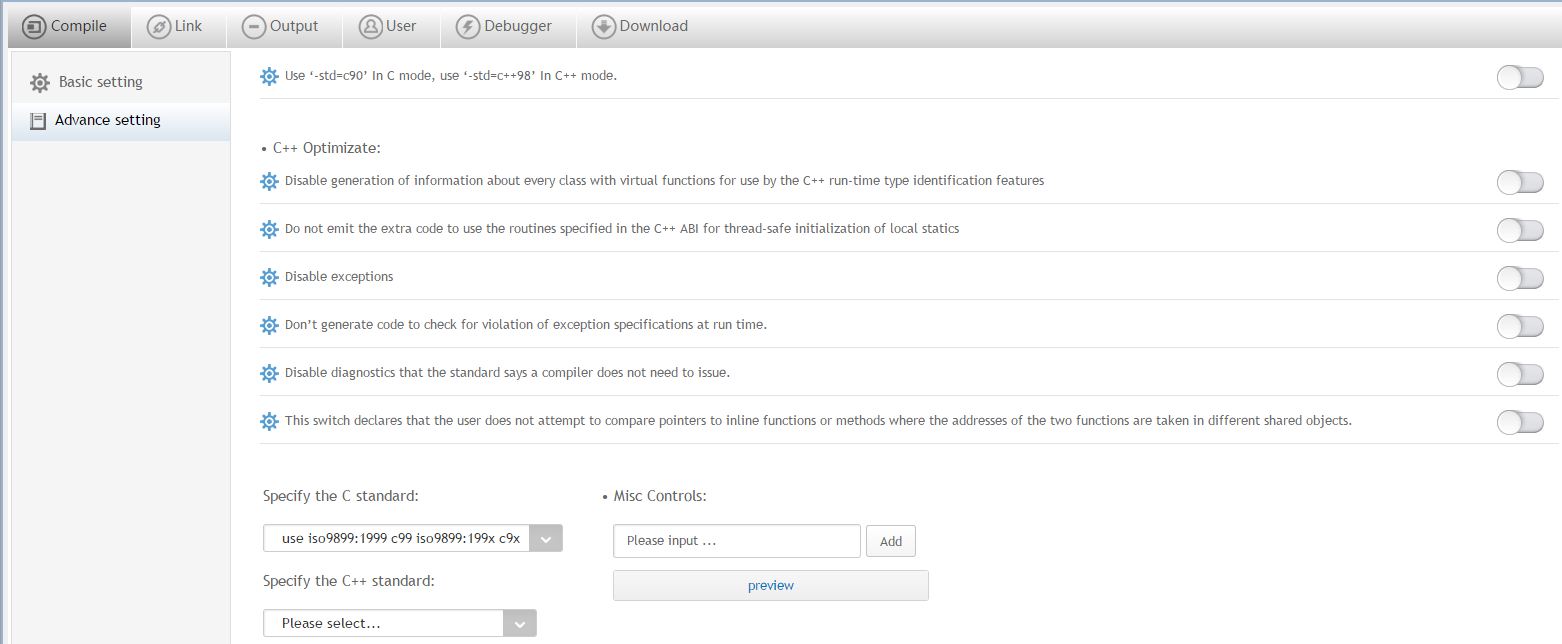 Compile Link Output User Debugger Download
Basic setting
Advance setting
Use ‘-std=c90’ In C mode, use ‘-std=c++98’ In C++ mode.
• C++ Optimizate:
Disable generation of information about every class with virtual functions for use by the C++ run-time type identification features
Do not emit the extra code to use the routines specified in the C++ ABI for thread-safe initialization of local statics
Disable exceptions
Don’t generate code to check for violation of exception specifications at run time.
Disable diagnostics that the standard says a compiler does not need to issue.
This switch declares that the user does not attempt to compare pointers to inline functions or methods where the addresses of the two functions are taken in different shared objects.
Specify the C standard:
use iso9899:1999 c99 iso9899:199x c9x
Specify the C++ standard:
Please select...
• Misc Controls:
Please input ...
Add
preview